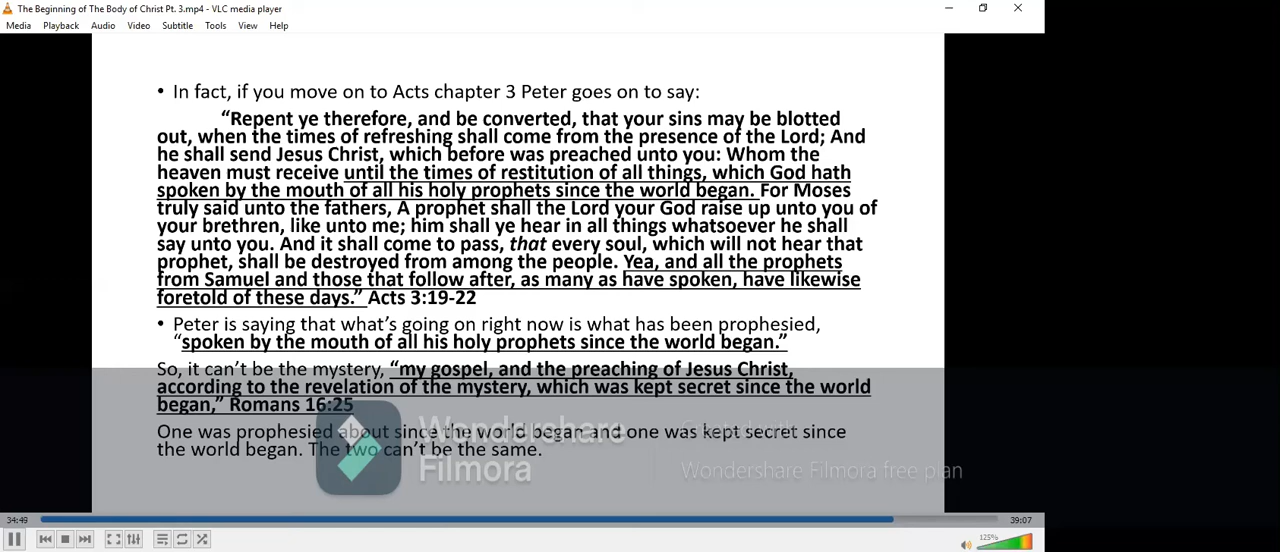 The Beginning of The Body of Christ Pt. 3.mp4 - VLC media player
Media Playback Audio Video Subtitle Tools View Help
• In fact, if you move on to Acts chapter 3 Peter goes on to say:
“Repent ye therefore, and be converted, that your sins may be blotted
out, when the times of refreshing shall come from the presence of the Lord; And
he shall send Jesus Christ, which before was preached unto you: Whom the
heaven must receive until the times of restitution of all things, which God hath
spoken by the mouth of all his holy prophets since the world began. For Moses
truly said unto the fathers, A prophet shall the Lord your God raise up unto you of
your brethren, like unto me; him shall ye hear in all things whatsoever he shall
say unto you. And it shall come to pass, that every soul, which will not hear that
prophet, shall be destroyed from among the people. Yea, and all the prophets
from Samuel and those that follow after, as many as have spoken, have likewise
foretold of these days.” Acts 3:19-22
• Peter is saying that what’s going on right now is what has been prophesied,
“spoken by the mouth of all his holy prophets since the world began.”
So, it can’t be the mystery, “my gospel, and the preaching of Jesus Christ,
according to the revelation of the mystery, which was kept secret since the world
began,” Romans 16:25
One was prophesied about since the world began and one was kept secret since
the world began. The two can’t be the same.
Wondershare
Filmora
Created with
Wondershare Filmora free plan
34:49
39:07
125%